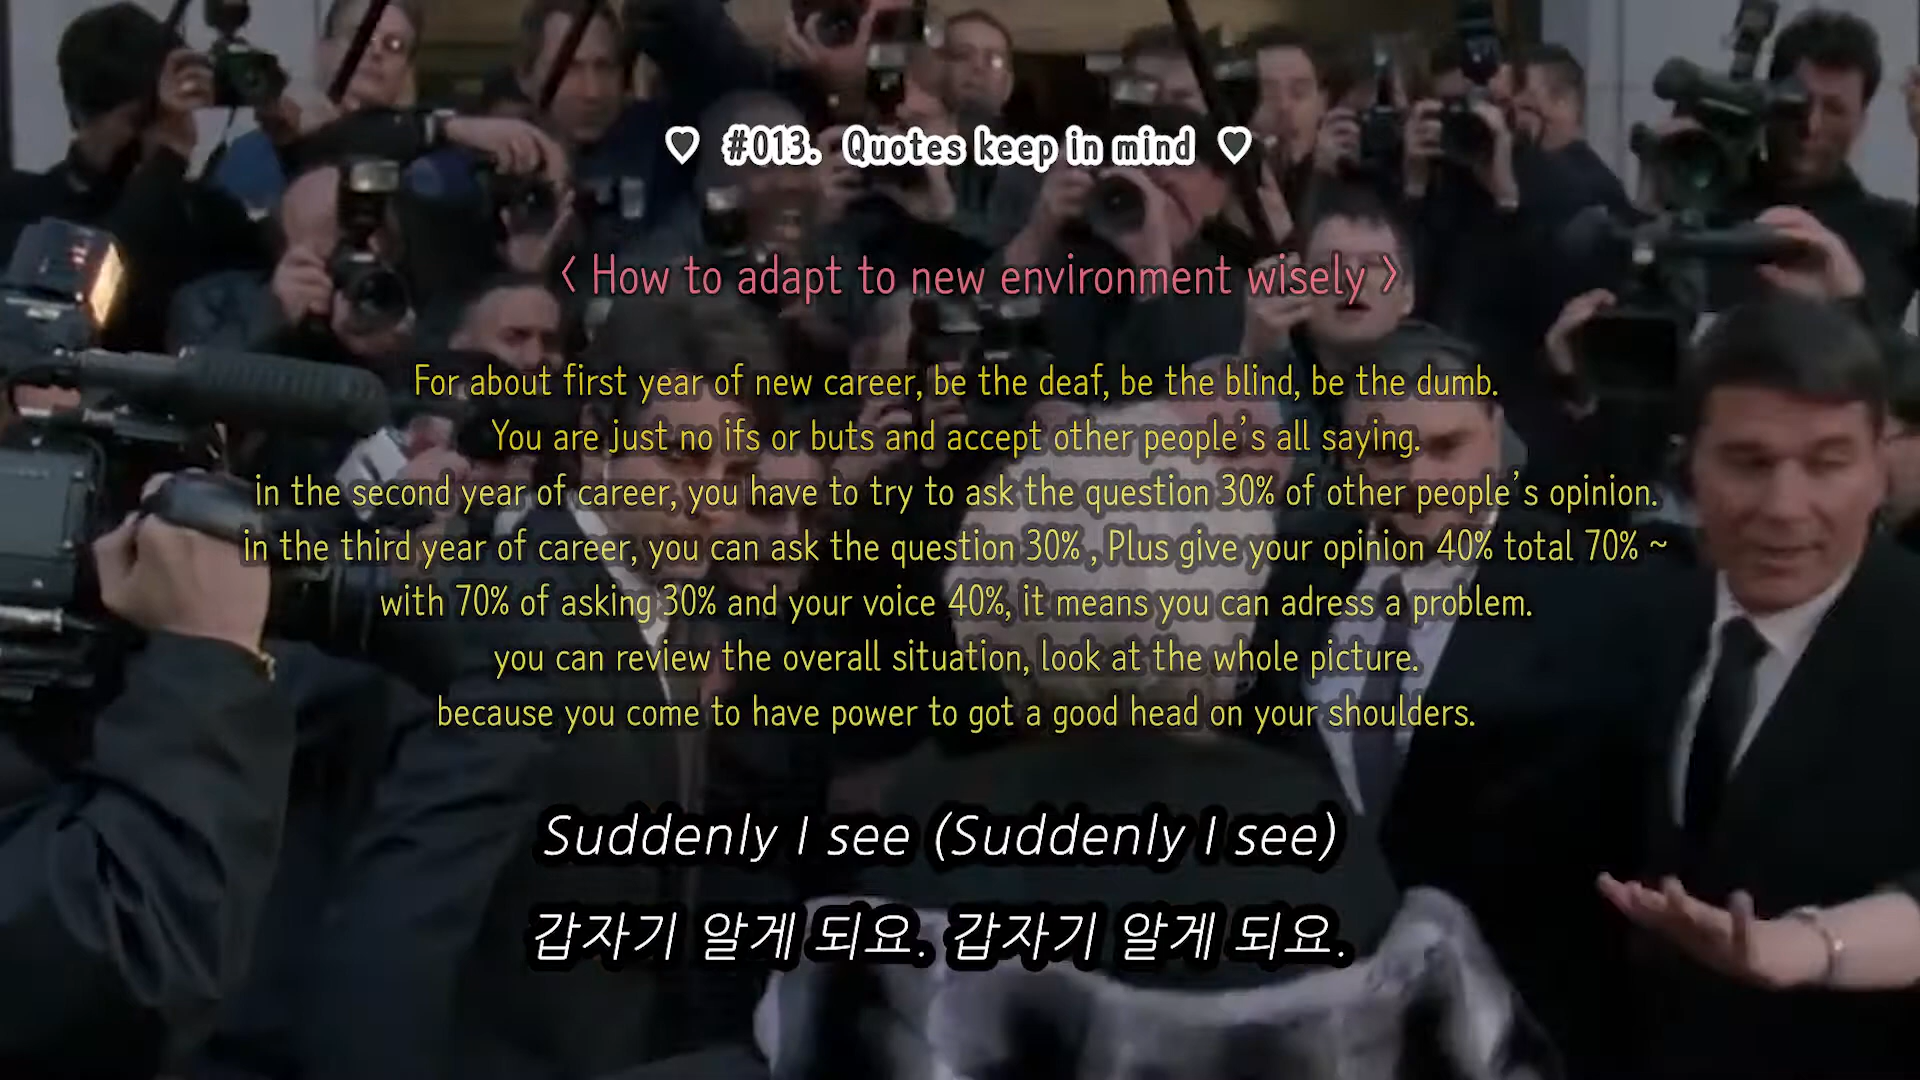 ♡ #013. Quotes keep in mind ♡
< How to adapt to new environment wisely >
For about first year of new career, be the deaf, be the blind, be the dumb.
You are just no ifs or buts and accept other people's all saying.
in the second year of career, you have to try to ask the question 30% of other people's opinion.
in the third year of career, you can ask the question 30% , Plus give your opinion 40% total 70% ~
with 70% of asking 30% and your voice 40%, it means you can adress a problem.
you can review the overall situation, look at the whole picture.
because you come to have power to got a good head on your shoulders.
Suddenly I see (Suddenly I see)
갑자기 알게 되요. 갑자기 알게 되요.